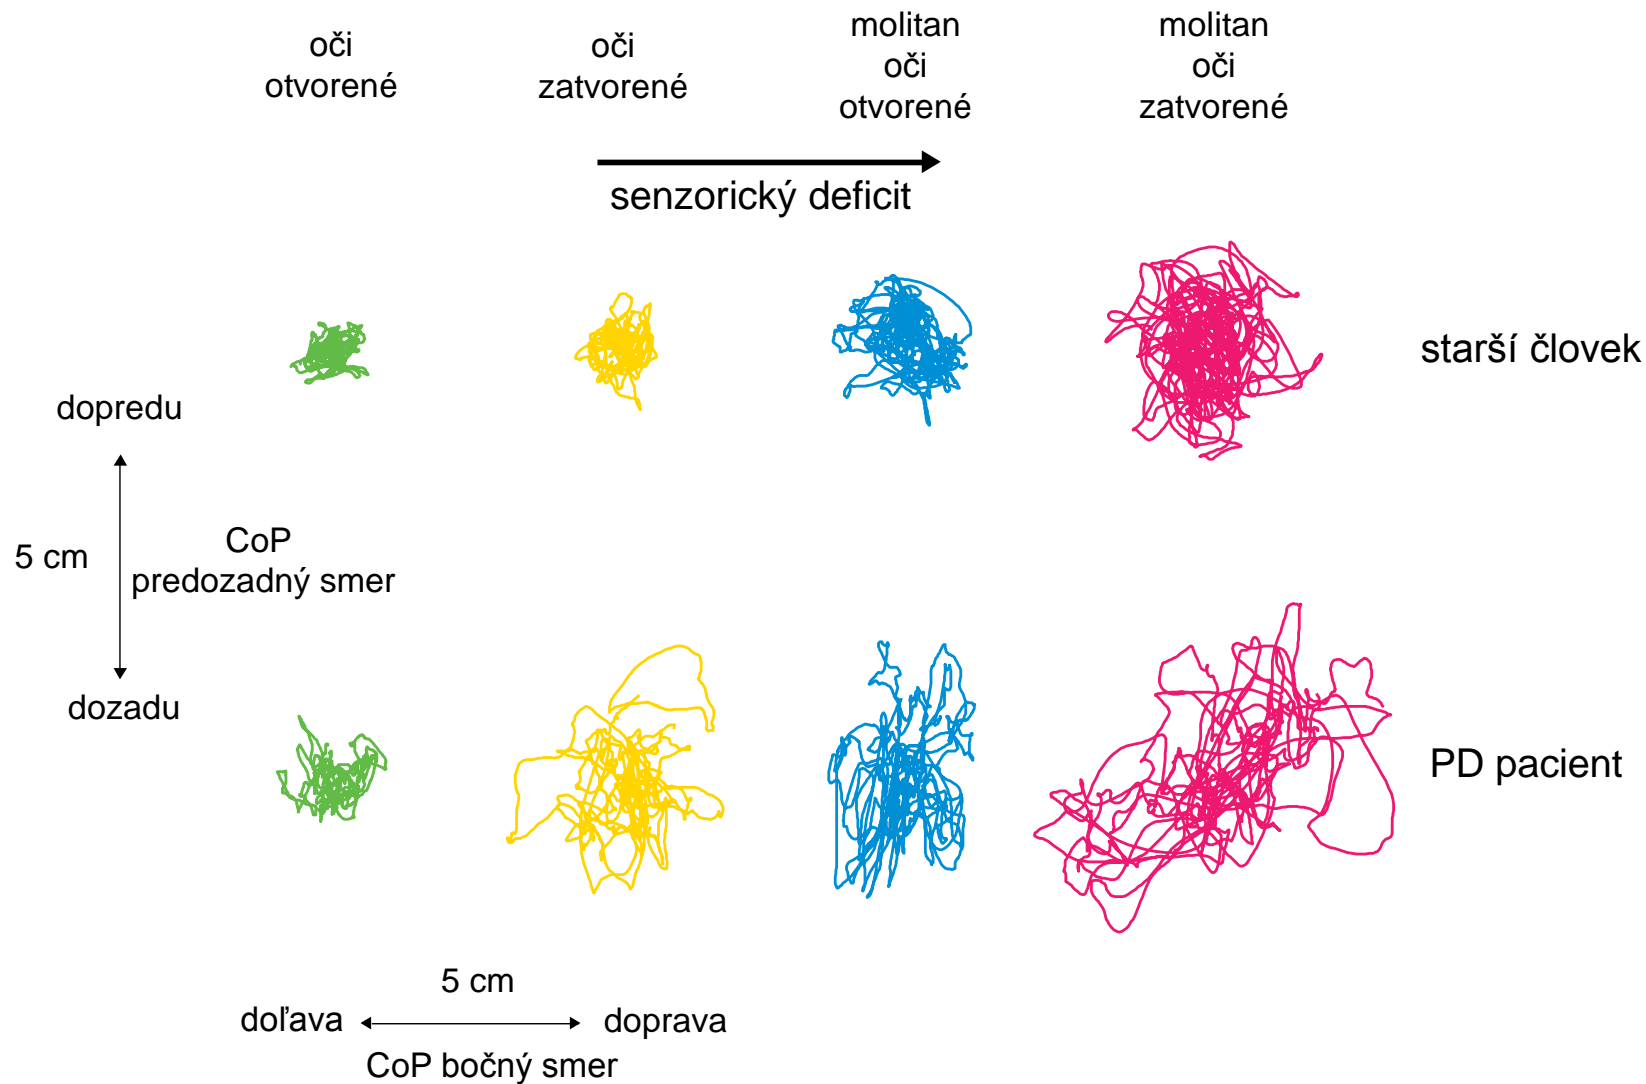 oči
otvorené
oči
zatvorené
molitan
oči
otvorené
molitan
oči
zatvorené
senzorický deficit
starší človek
dopredu
5 cm
CoP
predozadný smer
dozadu
PD pacient
5 cm
doľava
doprava
CoP bočný smer